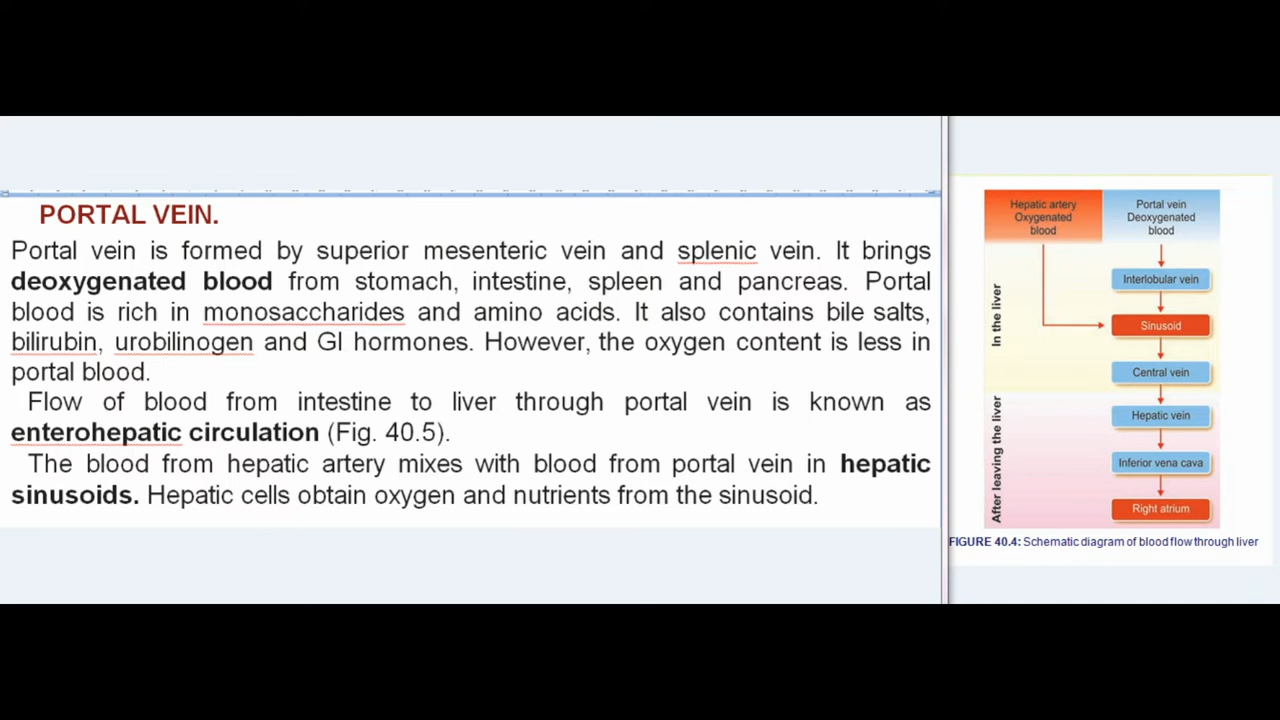 PORTAL VEIN.
Portal vein is formed by superior mesenteric vein and splenic vein. It brings
deoxygenated blood from stomach, intestine, spleen and pancreas. Portal
blood is rich in monosaccharides and amino acids. It also contains bile salts,
bilirubin, urobilinogen and GI hormones. However, the oxygen content is less in
portal blood.
Flow of blood from intestine to liver through portal vein is known as
enterohepatic circulation (Fig. 40.5).
The blood from hepatic artery mixes with blood from portal vein in hepatic
sinusoids. Hepatic cells obtain oxygen and nutrients from the sinusoid.
Hepatic artery
Oxygenated
blood
Portal vein
Deoxygenated
blood
In the liver
Interlobular vein
Sinusoid
Central vein
After leaving the liver
Hepatic vein
Inferior vena cava
Right atrium
FIGURE 40.4: Schematic diagram of blood flow through liver